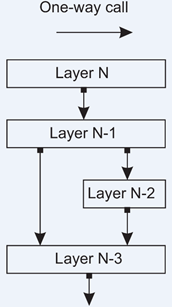 One-way call
Layer N
Layer N-1
Layer N-2
Layer N-3